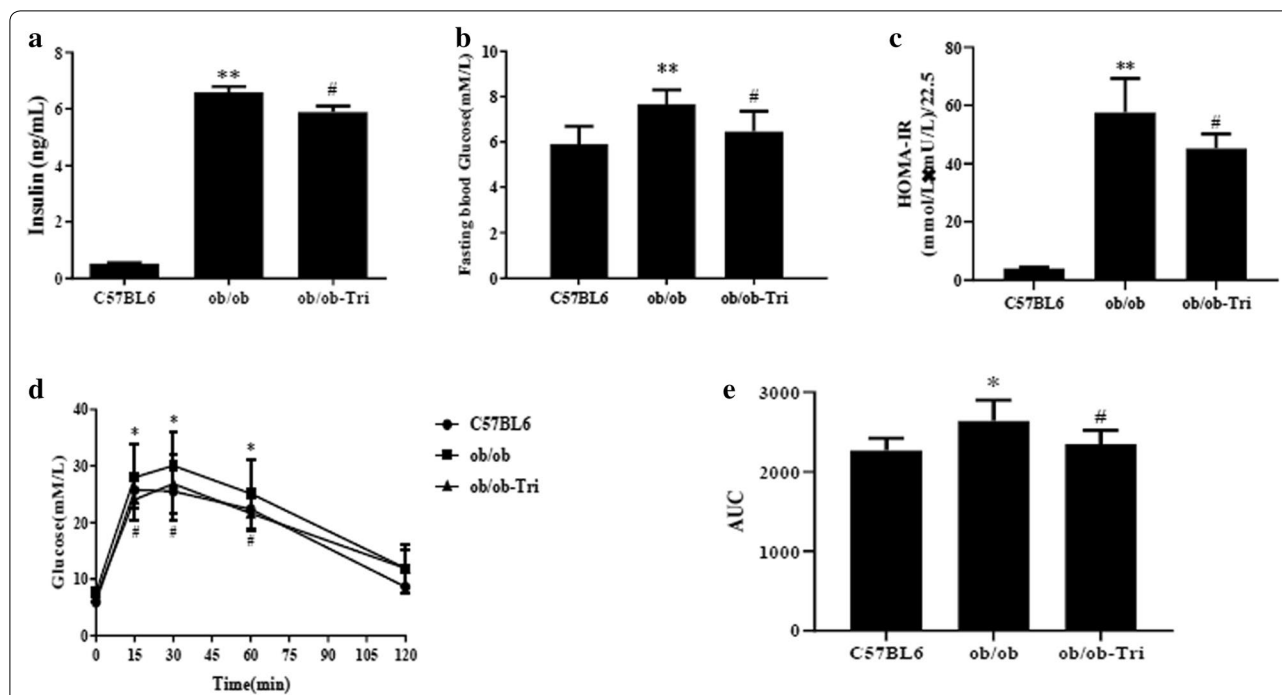 a
Insulin (ng/mL)
8
6
4
2
0
**
#
C57BL6 ob/ob ob/ob-Tri
b
Fasting blood Glucose(mM/L)
10
8
6
4
2
0
**
#
C57BL6 ob/ob ob/ob-Tri
c
HOMA-IR
(mmol/L✖mU/L)/22.5
80
60
40
20
0
**
#
C57BL6 ob/ob ob/ob-Tri
d
Glucose(mM/L)
40
30
20
10
0
* * *
# # #
0 15 30 45 60 75 90 105 120
Time(min)
C57BL6
ob/ob
ob/ob-Tri
e
AUC
3000
2000
1000
0
*
#
C57BL6 ob/ob ob/ob-Tri